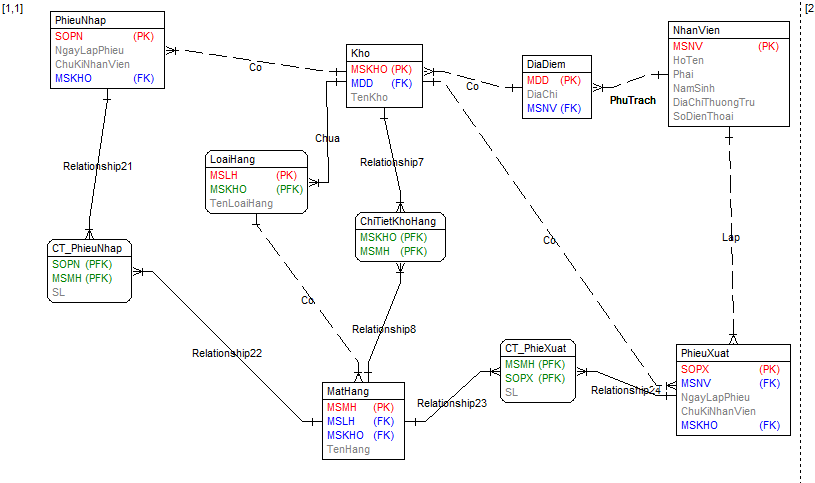 [1,1]
[2
PhieuNhap
SOPN (PK)
NgayLapPhieu
ChuKiNhanVien
MSKHO (FK)
Co
Kho
MSKHO (PK)
MDD (FK)
TenKho
Co
DiaDiem
MDD (PK)
DiaChi
MSNV (FK)
PhuTrach
NhanVien
MSNV (PK)
HoTen
Phai
NamSinh
DiaChiThuongTru
SoDienThoai
Chua
Relationship21
LoaiHang
MSLH (PK)
MSKHO (PFK)
TenLoaiHang
Relationship7
ChiTietKhoHang
MSKHO (PFK)
MSMH (PFK)
Co
Lap
CT_PhieuNhap
SOPN (PFK)
MSMH (PFK)
SL
Co
Relationship8
Relationship22
CT_PhieXuat
MSMH (PFK)
SOPX (PFK)
SL
PhieuXuat
SOPX (PK)
MSNV (FK)
NgayLapPhieu
ChuKiNhanVien
MSKHO (FK)
Relationship24
Relationship23
MatHang
MSMH (PK)
MSLH (FK)
MSKHO (FK)
TenHang